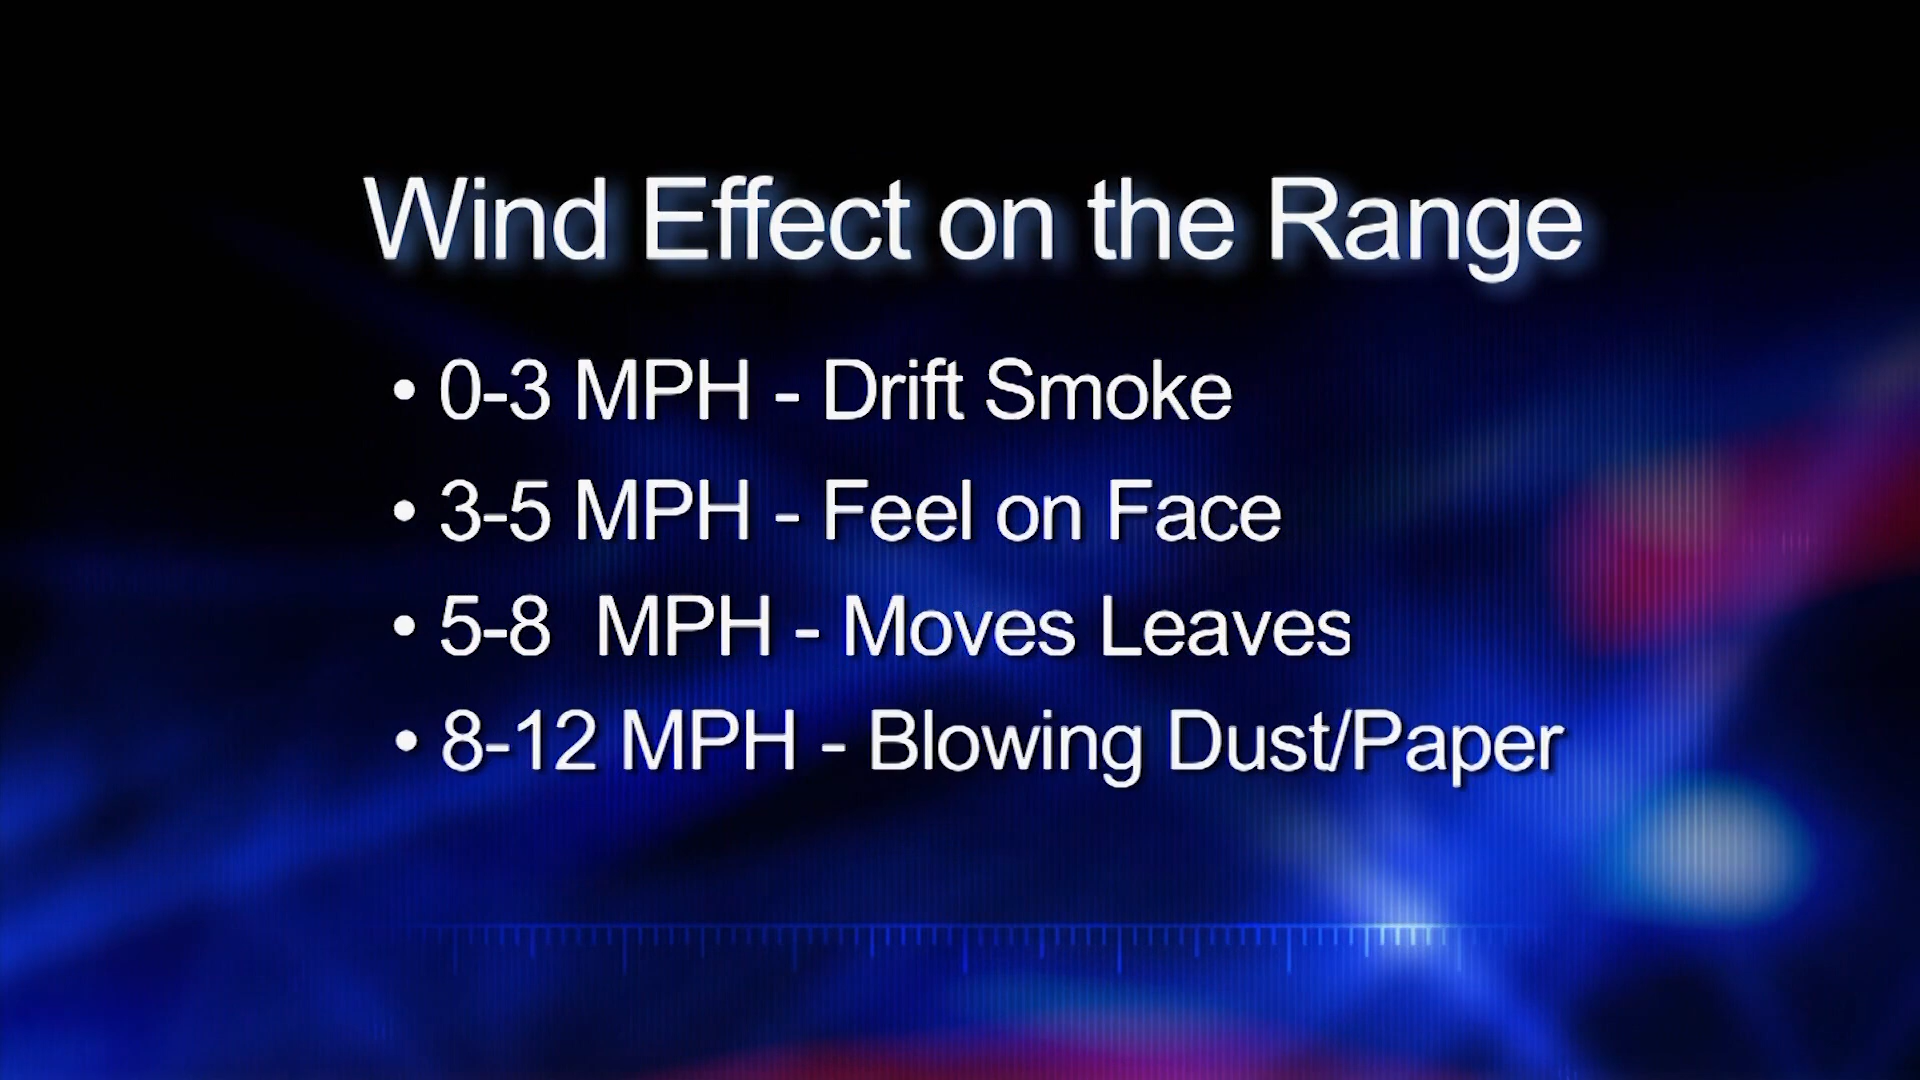 Wind Effect on the Range
• 0-3 MPH - Drift Smoke
• 3-5 MPH - Feel on Face
• 5-8  MPH - Moves Leaves
• 8-12 MPH - Blowing Dust/Paper